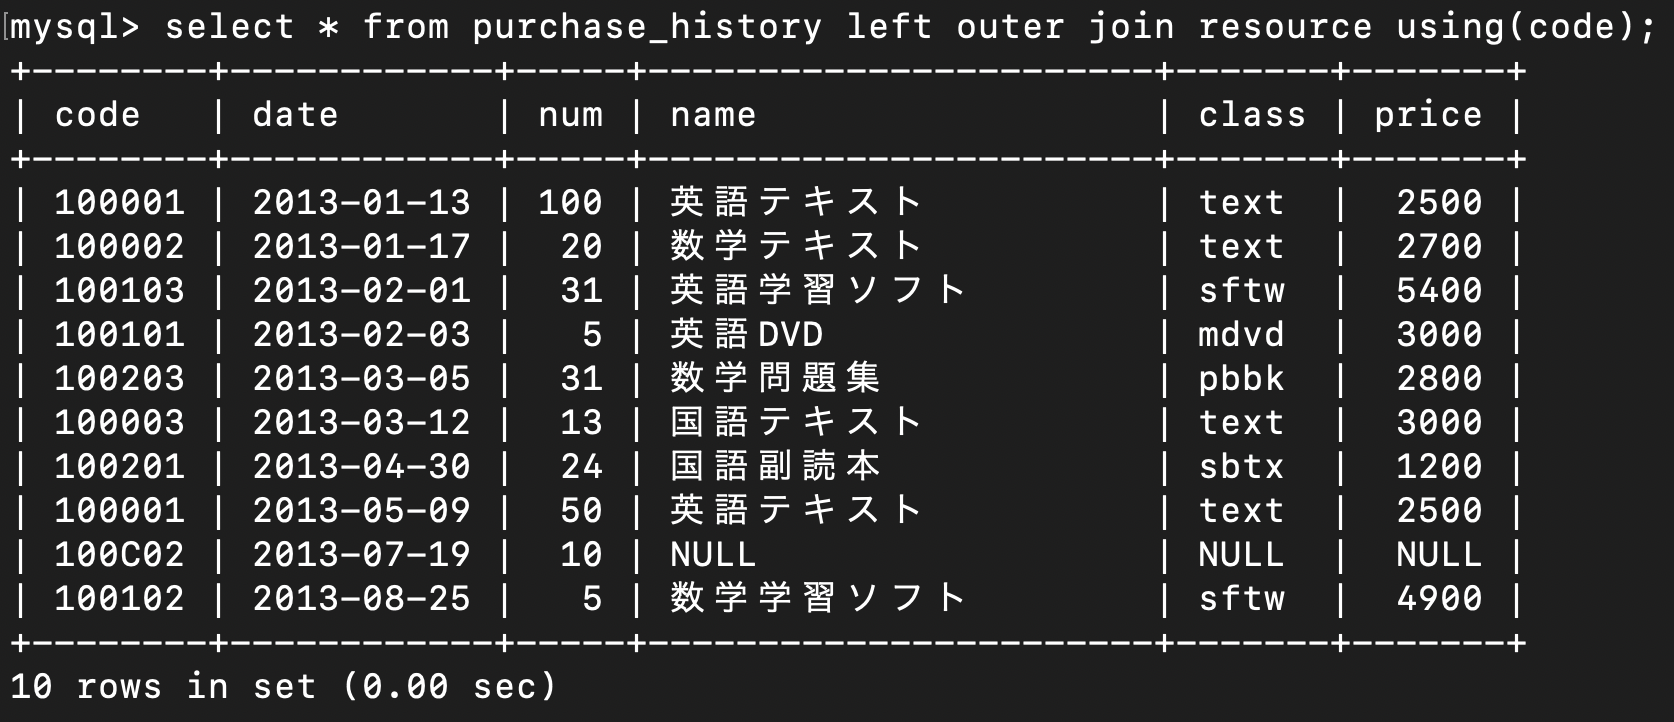 mysql> select * from purchase_history left outer join resource using(code);
+--------+------------+-----+-----------------------+-------+-------+
| code   | date       | num | name                  | class | price |
+--------+------------+-----+-----------------------+-------+-------+
| 100001 | 2013-01-13 | 100 | 英語テキスト          | text  |  2500 |
| 100002 | 2013-01-17 |  20 | 数学テキスト          | text  |  2700 |
| 100103 | 2013-02-01 |  31 | 英語学習ソフト        | sftw  |  5400 |
| 100101 | 2013-02-03 |   5 | 英語DVD               | mdvd  |  3000 |
| 100203 | 2013-03-05 |  31 | 数学問題集            | pbbk  |  2800 |
| 100003 | 2013-03-12 |  13 | 国語テキスト          | text  |  3000 |
| 100201 | 2013-04-30 |  24 | 国語副読本            | sbtx  |  1200 |
| 100001 | 2013-05-09 |  50 | 英語テキスト          | text  |  2500 |
| 100C02 | 2013-07-19 |  10 | NULL                  | NULL  |  NULL |
| 100102 | 2013-08-25 |   5 | 数学学習ソフト        | sftw  |  4900 |
+--------+------------+-----+-----------------------+-------+-------+
10 rows in set (0.00 sec)